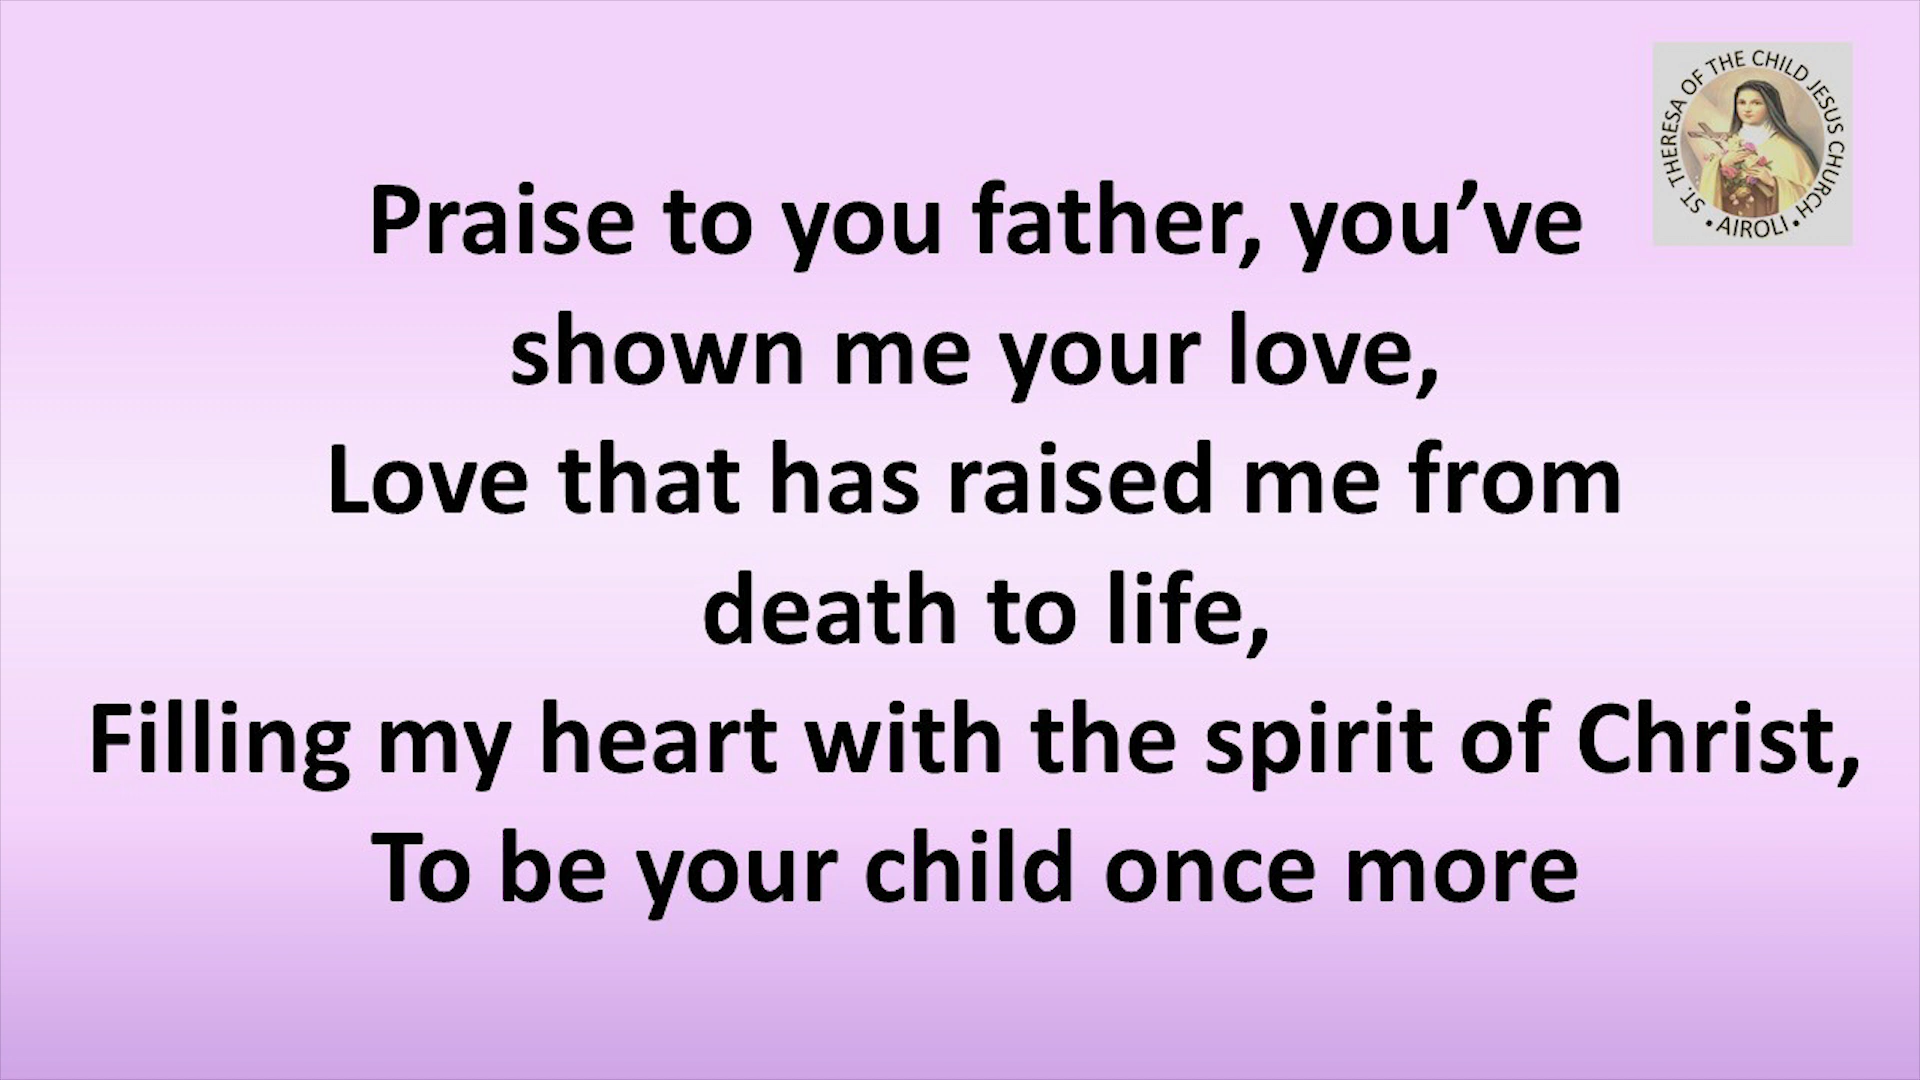 ST. THERESA OF THE CHILD JESUS CHURCH
• AIROLI •
Praise to you father, you’ve
shown me your love,
Love that has raised me from
death to life,
Filling my heart with the spirit of Christ,
To be your child once more